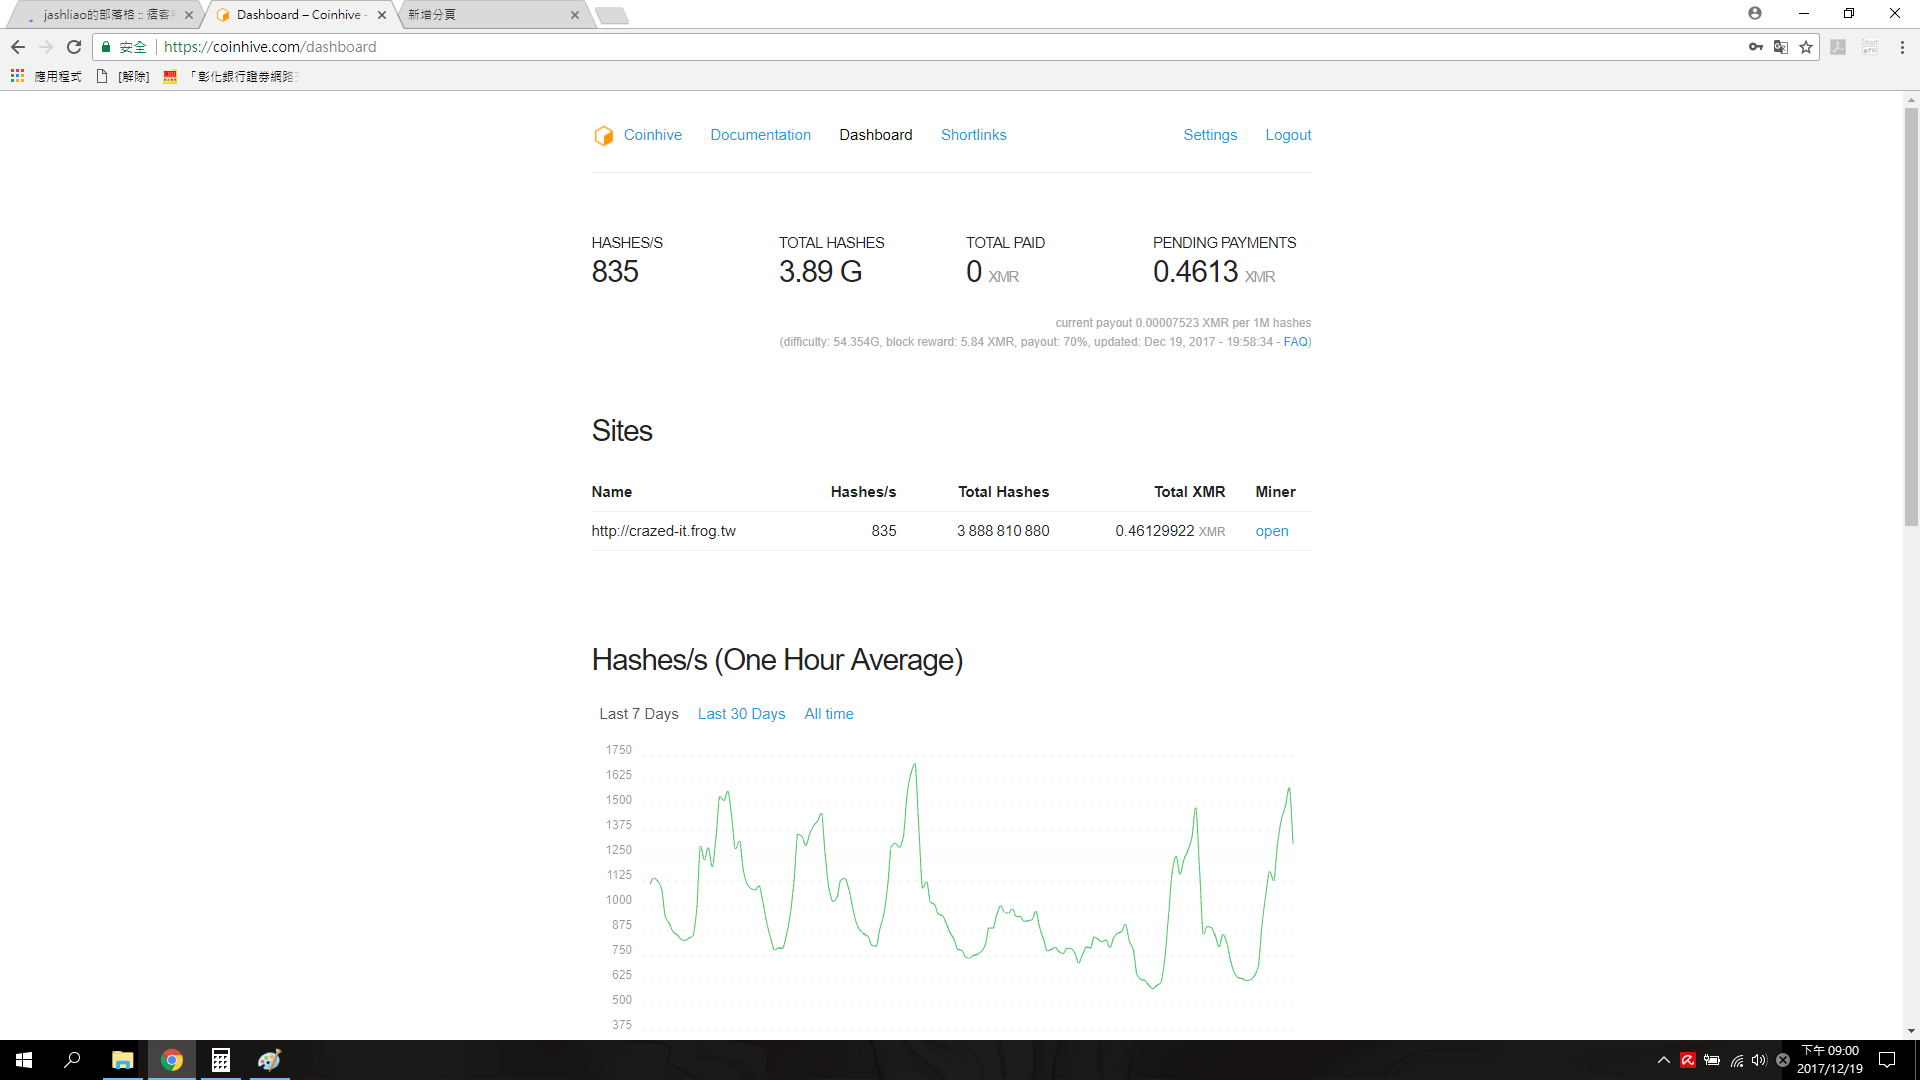 jashliao的部落格 :: 痞客
Dashboard – Coinhive –
新增分頁
安全 https://coinhive.com/dashboard
應用程式 [解除] 「彰化銀行證券網路
Coinhive Documentation Dashboard Shortlinks Settings Logout
HASHES/S TOTAL HASHES TOTAL PAID PENDING PAYMENTS
835 3.89 G 0 XMR 0.4613 XMR
current payout 0.00007523 XMR per 1M hashes
(difficulty: 54.354G, block reward: 5.84 XMR, payout: 70%, updated: Dec 19, 2017 - 19:58:34 - FAQ)
Sites
Name Hashes/s Total Hashes Total XMR Miner
http://crazed-it.frog.tw 835 3 888 810 880 0.46129922 XMR open
Hashes/s (One Hour Average)
Last 7 Days Last 30 Days All time
1750
1625
1500
1375
1250
1125
1000
875
750
625
500
375
下午 09:00
2017/12/19